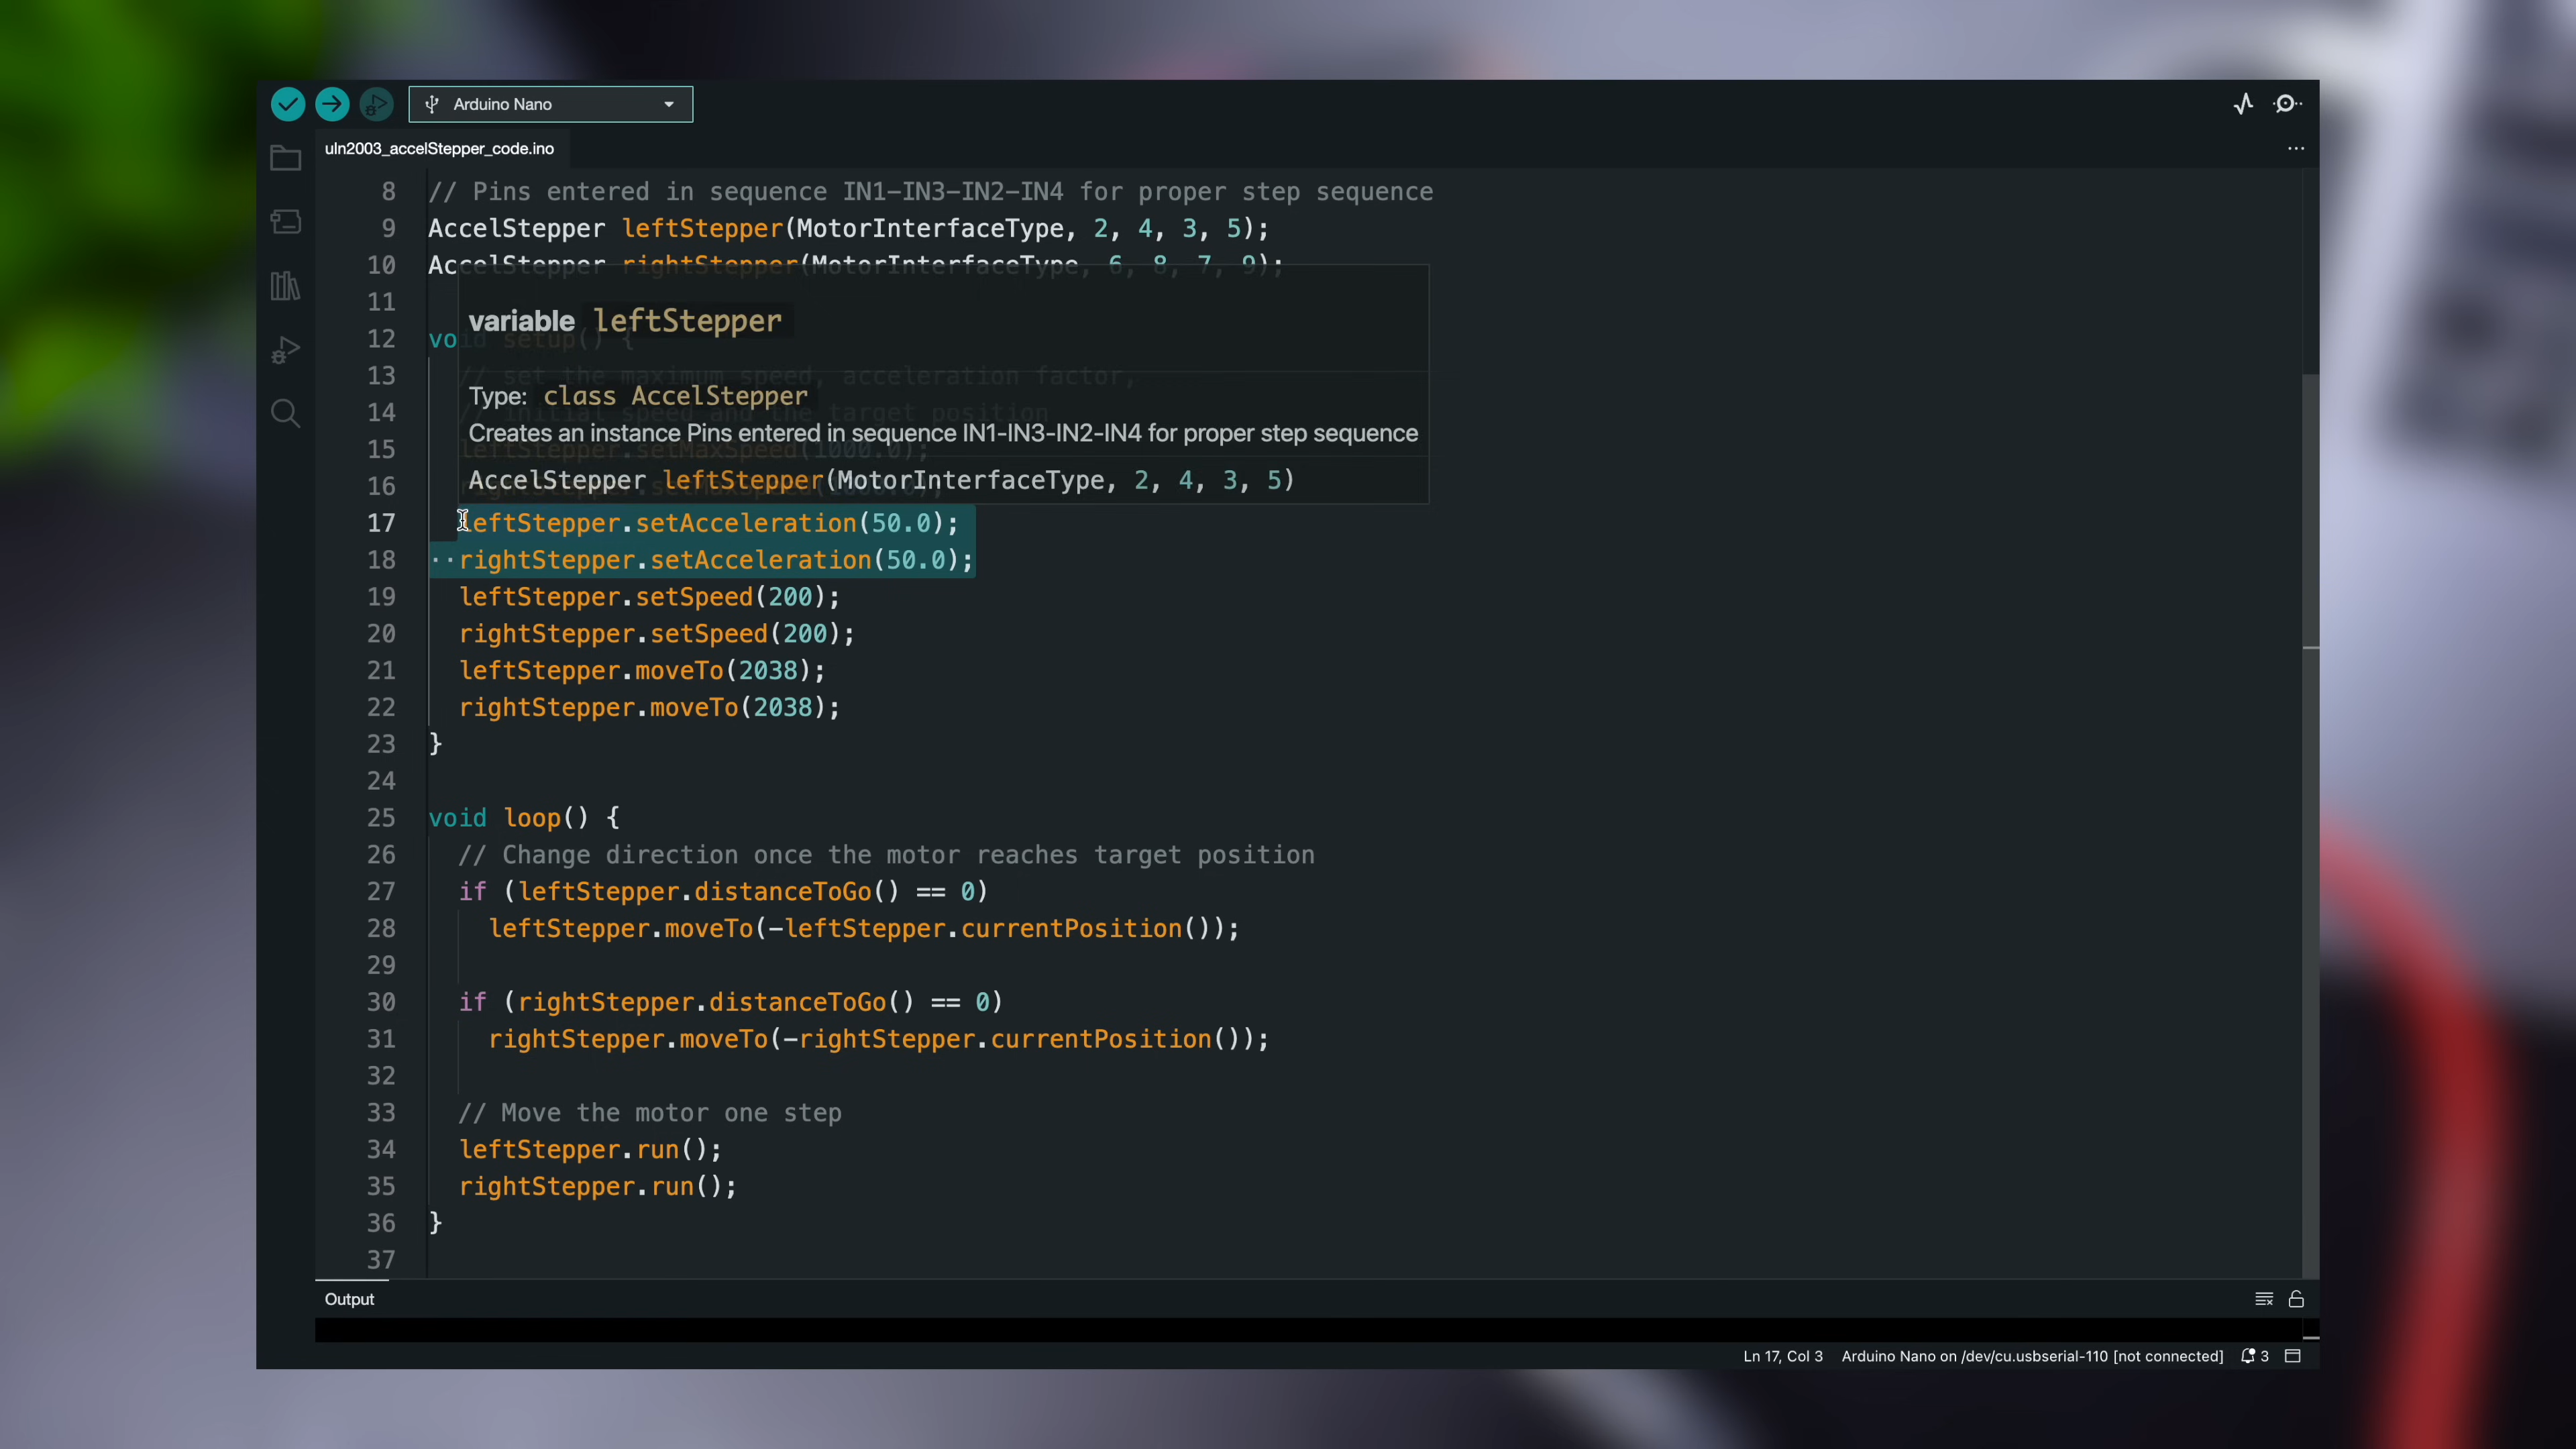 Arduino Nano
uln2003_accelStepper_code.ino
8 // Pins entered in sequence IN1-IN3-IN2-IN4 for proper step sequence
9 AccelStepper leftStepper(MotorInterfaceType, 2, 4, 3, 5);
10 AccelStepper rightStepper(MotorInterfaceType, 6, 8, 7, 9);
11
variable leftStepper
12 void setup() {
13 // set the maximum speed, acceleration factor,
Type: class AccelStepper
14 // initial speed and the target position
Creates an instance Pins entered in sequence IN1-IN3-IN2-IN4 for proper step sequence
15 leftStepper.setMaxSpeed(1000.0);
AccelStepper leftStepper(MotorInterfaceType, 2, 4, 3, 5)
16 rightStepper.setMaxSpeed(1000.0);
17 leftStepper.setAcceleration(50.0);
18 ··rightStepper.setAcceleration(50.0);
19 leftStepper.setSpeed(200);
20 rightStepper.setSpeed(200);
21 leftStepper.moveTo(2038);
22 rightStepper.moveTo(2038);
23 }
24
25 void loop() {
26 // Change direction once the motor reaches target position
27 if (leftStepper.distanceToGo() == 0)
28 leftStepper.moveTo(-leftStepper.currentPosition());
29
30 if (rightStepper.distanceToGo() == 0)
31 rightStepper.moveTo(-rightStepper.currentPosition());
32
33 // Move the motor one step
34 leftStepper.run();
35 rightStepper.run();
36 }
37
Output
Ln 17, Col 3 Arduino Nano on /dev/cu.usbserial-110 [not connected] 3